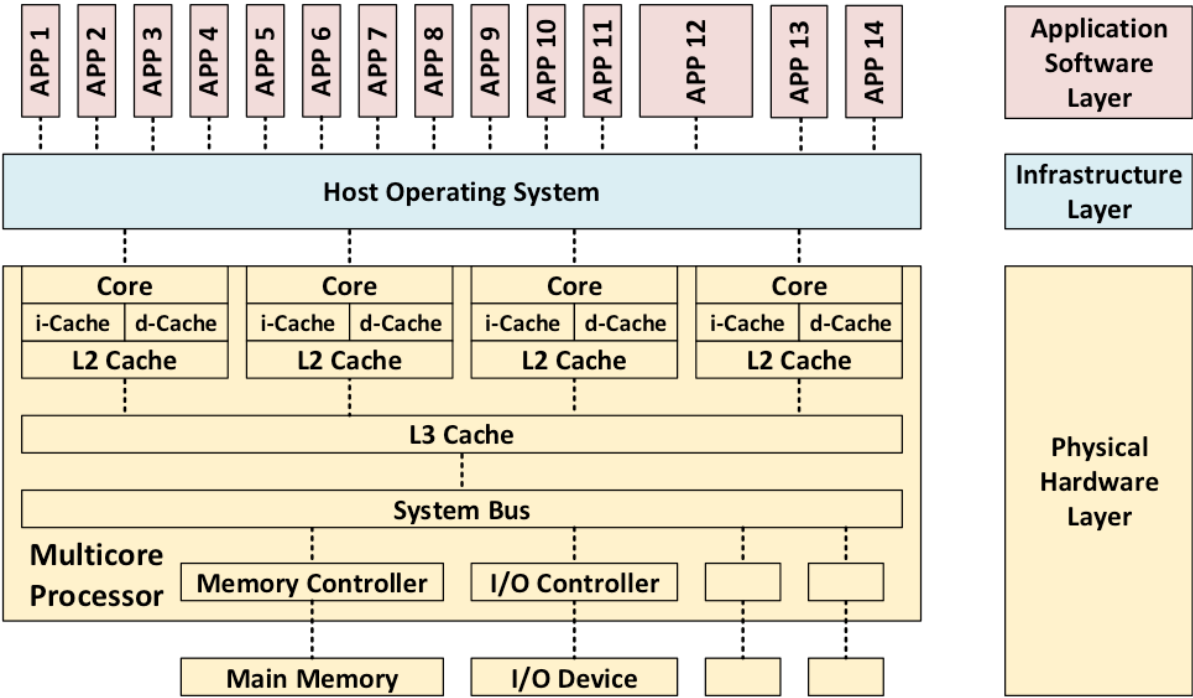 APP 1
APP 2
APP 3
APP 4
APP 5
APP 6
APP 7
APP 8
APP 9
APP 10
APP 11
APP 12
APP 13
APP 14
Application
Software
Layer
Host Operating System
Infrastructure
Layer
Core
Core
Core
Core
i-Cache
d-Cache
i-Cache
d-Cache
i-Cache
d-Cache
i-Cache
d-Cache
L2 Cache
L2 Cache
L2 Cache
L2 Cache
L3 Cache
System Bus
Physical
Hardware
Layer
Multicore
Processor
Memory Controller
I/O Controller
Main Memory
I/O Device